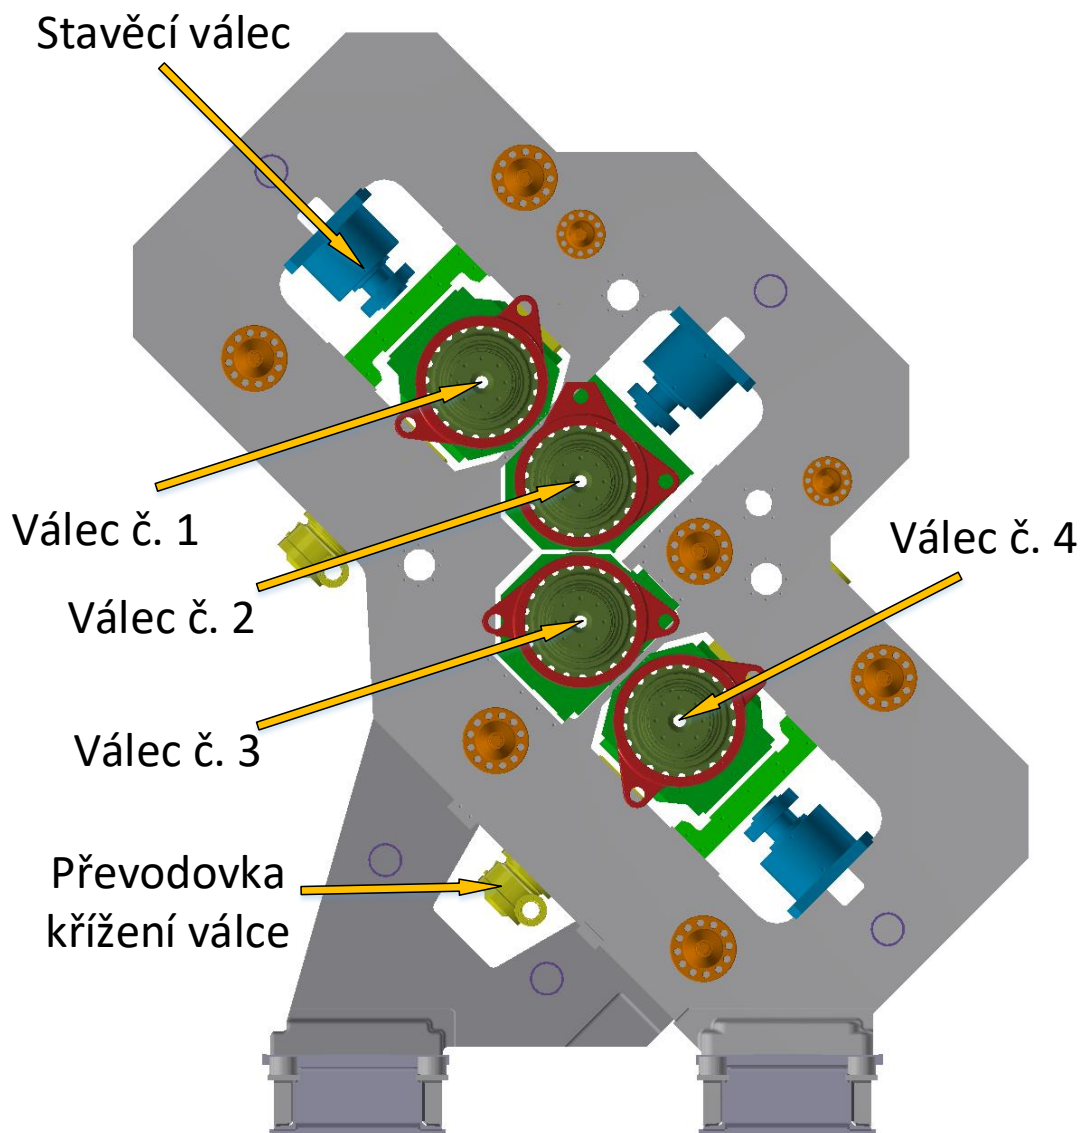 Stavěcí válec
Válec č. 1
Válec č. 4
Válec č. 2
Válec č. 3
Převodovka
křížení válce